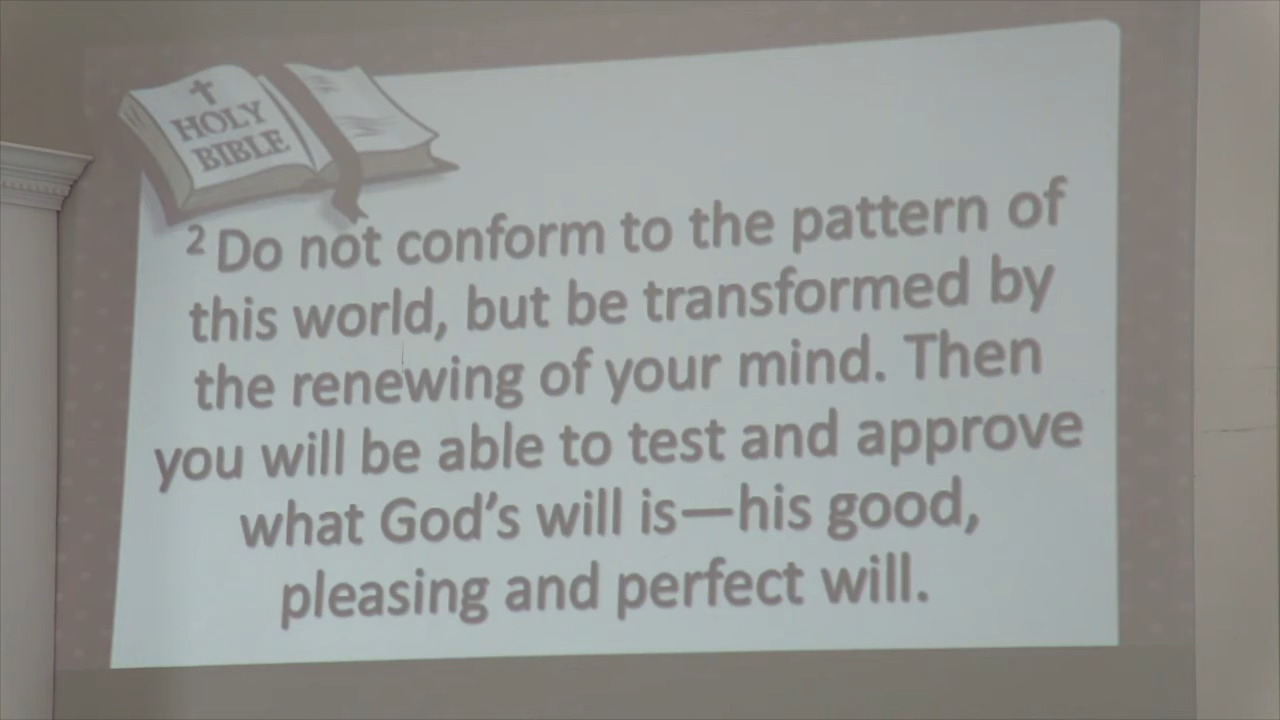 HOLY
BIBLE
2 Do not conform to the pattern of
this world, but be transformed by
the renewing of your mind. Then
you will be able to test and approve
what God’s will is—his good,
pleasing and perfect will.